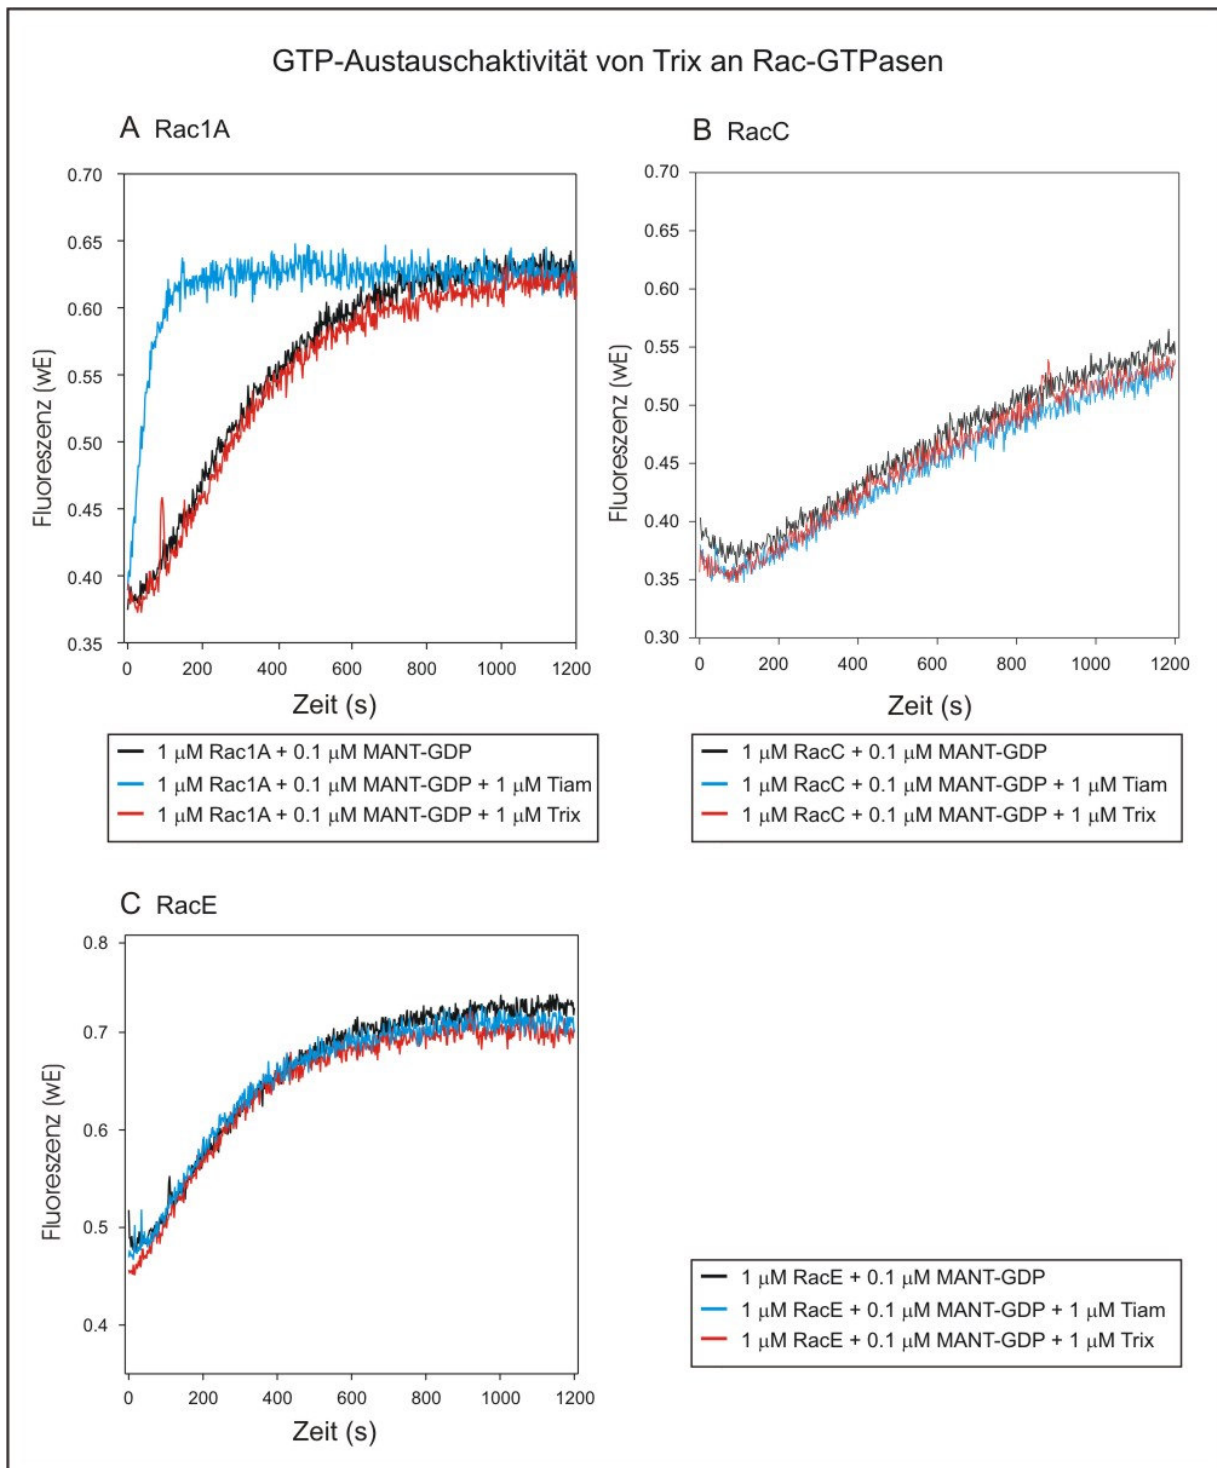 GTP-Austauschaktivität von Trix an Rac-GTPasen
A Rac1A
0.70
0.65
0.60
0.55
0.50
0.45
0.40
0.35
Fluoreszenz (wE)
0 200 400 600 800 1000 1200
Zeit (s)
1 μM Rac1A + 0.1 μM MANT-GDP
1 μM Rac1A + 0.1 μM MANT-GDP + 1 μM Tiam
1 μM Rac1A + 0.1 μM MANT-GDP + 1 μM Trix
B RacC
0.70
0.65
0.60
0.55
0.50
0.45
0.40
0.35
0.30
Fluoreszenz (wE)
0 200 400 600 800 1000 1200
Zeit (s)
1 μM RacC + 0.1 μM MANT-GDP
1 μM RacC + 0.1 μM MANT-GDP + 1 μM Tiam
1 μM RacC + 0.1 μM MANT-GDP + 1 μM Trix
C RacE
0.8
0.7
0.6
0.5
0.4
Fluoreszenz (wE)
0 200 400 600 800 1000 1200
Zeit (s)
1 μM RacE + 0.1 μM MANT-GDP
1 μM RacE + 0.1 μM MANT-GDP + 1 μM Tiam
1 μM RacE + 0.1 μM MANT-GDP + 1 μM Trix